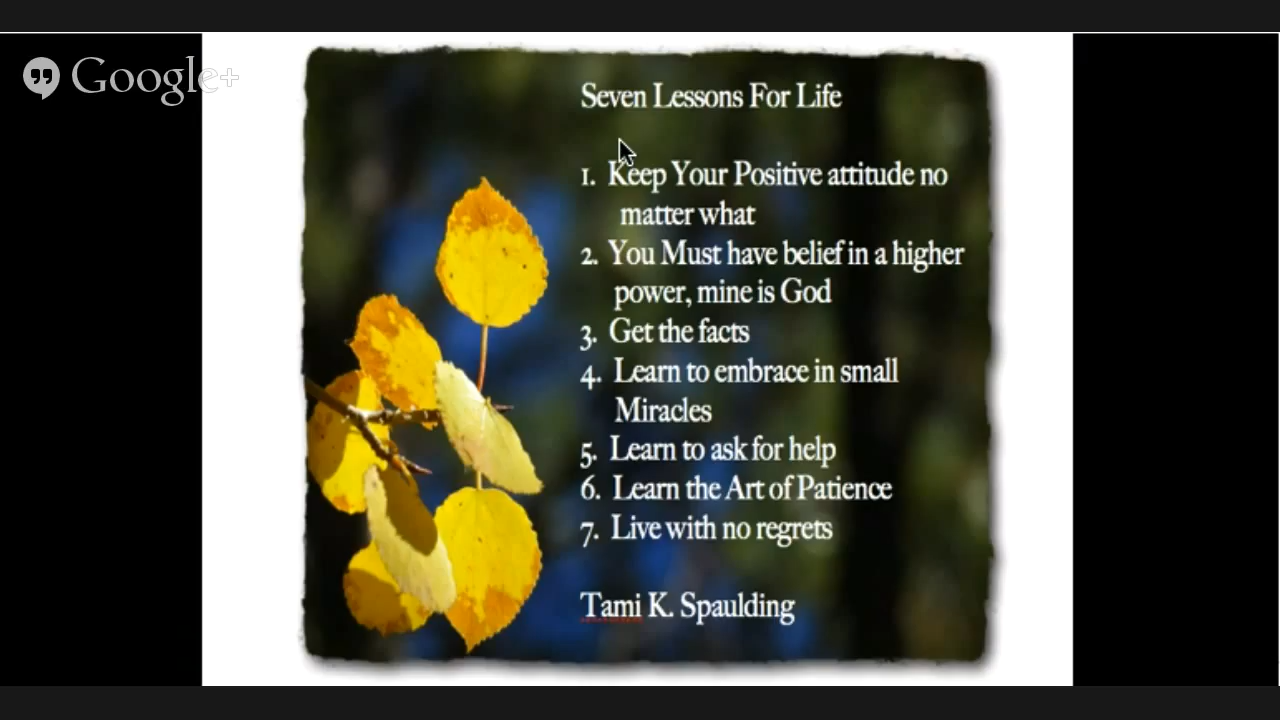 Google+
Seven Lessons For Life
1. Keep Your Positive attitude no
matter what
2. You Must have belief in a higher
power, mine is God
3. Get the facts
4. Learn to embrace in small
Miracles
5. Learn to ask for help
6. Learn the Art of Patience
7. Live with no regrets
Tami K. Spaulding